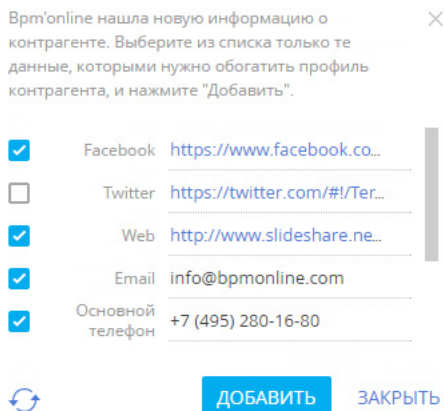 Bpm'online нашла новую информацию о
контрагенте. Выберите из списка только те
данные, которыми нужно обогатить профиль
контрагента, и нажмите "Добавить".
Facebook https://www.facebook.co...
Twitter https://twitter.com/#!/Ter...
Web http://www.slideshare.ne...
Email info@bpmonline.com
Основной
телефон +7 (495) 280-16-80
ДОБАВИТЬ ЗАКРЫТЬ